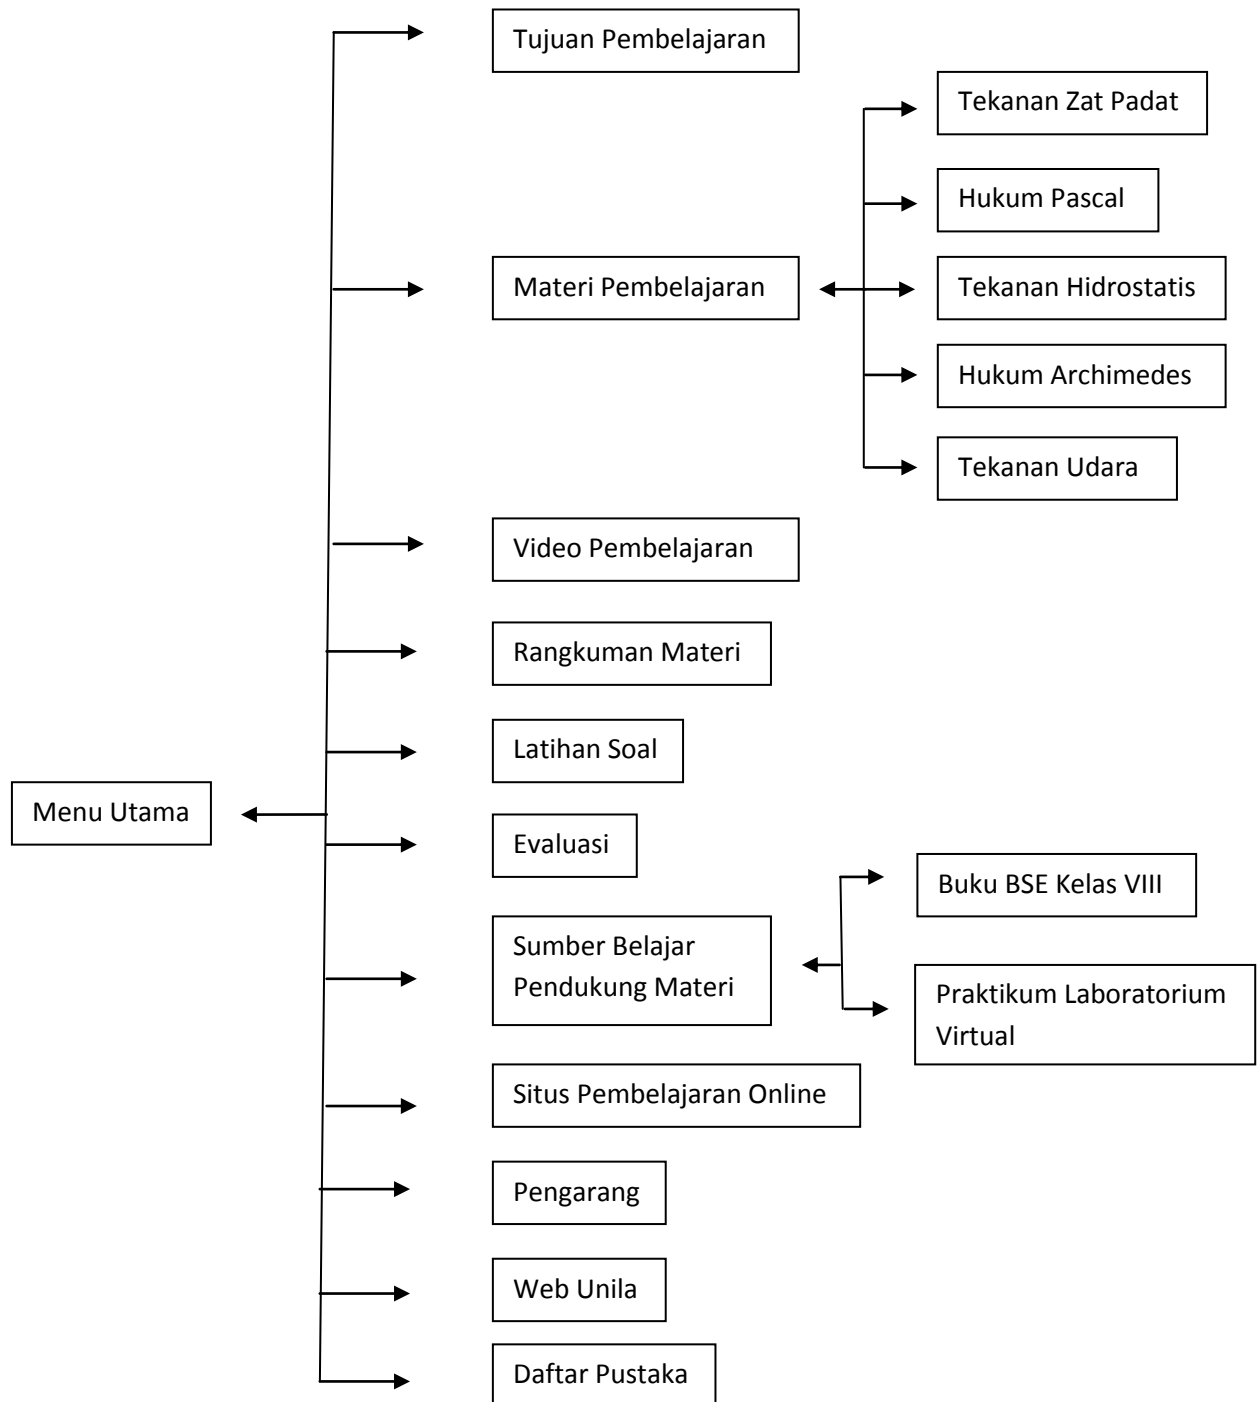 Tujuan Pembelajaran
Tekanan Zat Padat
Hukum Pascal
Materi Pembelajaran
Tekanan Hidrostatis
Hukum Archimedes
Tekanan Udara
Video Pembelajaran
Rangkuman Materi
Latihan Soal
Menu Utama
Evaluasi
Buku BSE Kelas VIII
Sumber Belajar
Pendukung Materi
Praktikum Laboratorium
Virtual
Situs Pembelajaran Online
Pengarang
Web Unila
Daftar Pustaka